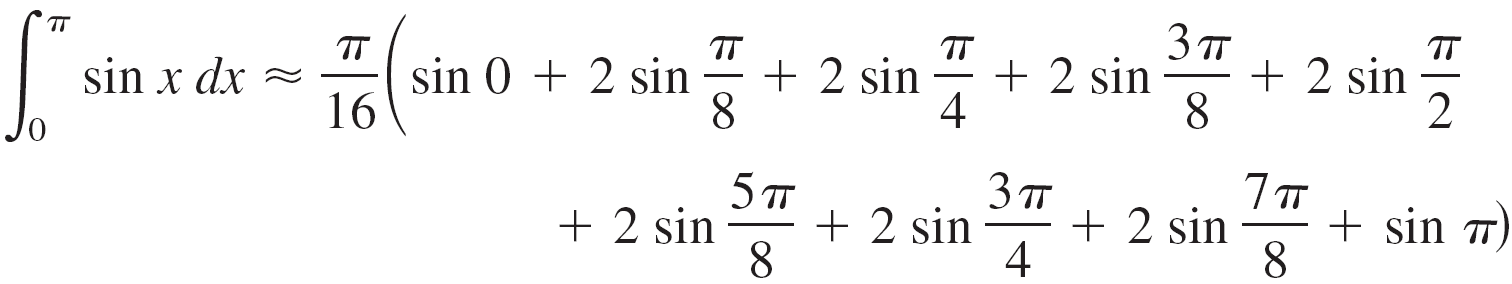 ∫₀^π sin x dx ≈ π/16 ( sin 0 + 2 sin π/8 + 2 sin π/4 + 2 sin 3π/8 + 2 sin π/2
+ 2 sin 5π/8 + 2 sin 3π/4 + 2 sin 7π/8 + sin π)